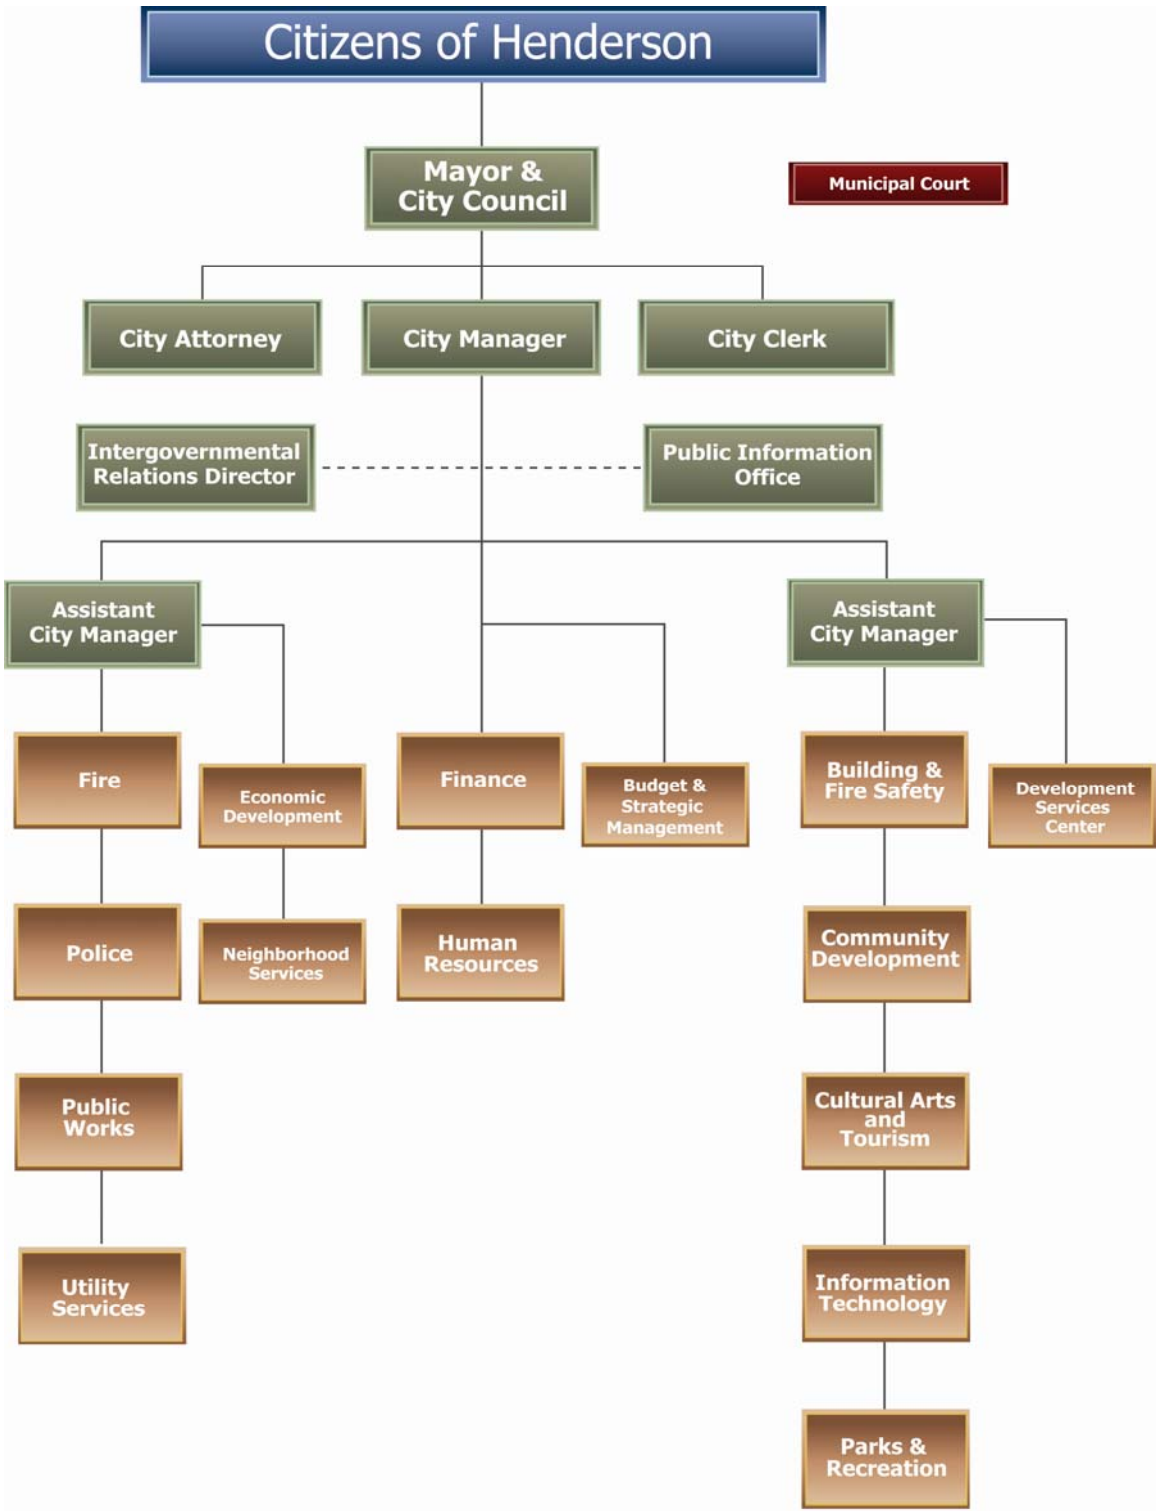 Citizens of Henderson
Mayor &
City Council
Municipal Court
City Attorney
City Manager
City Clerk
Intergovernmental
Relations Director
Public Information
Office
Assistant
City Manager
Assistant
City Manager
Fire
Economic
Development
Finance
Budget &
Strategic
Management
Building &
Fire Safety
Development
Services
Center
Police
Neighborhood
Services
Human
Resources
Community
Development
Public
Works
Cultural Arts
and
Tourism
Utility
Services
Information
Technology
Parks &
Recreation